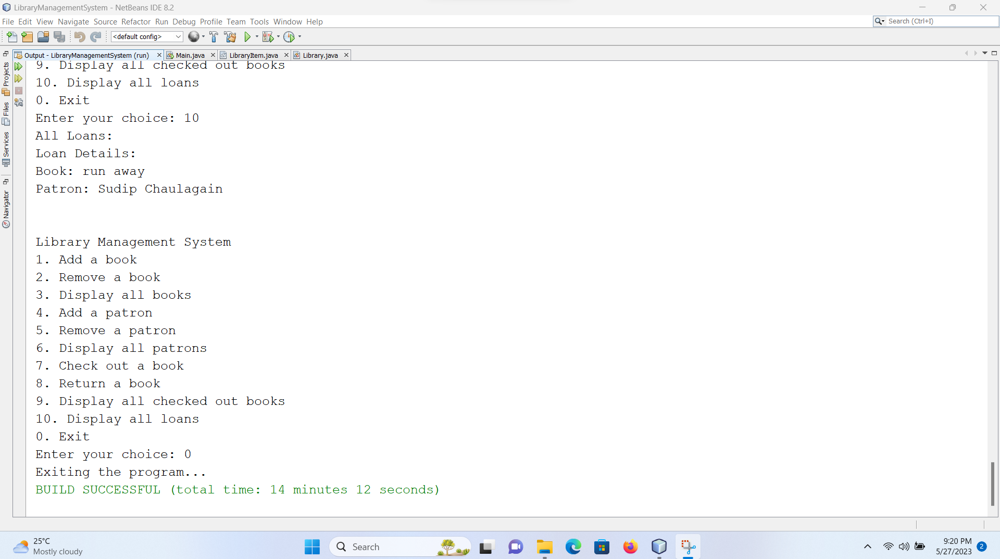 LibraryManagementSystem - NetBeans IDE 8.2
File Edit View Navigate Source Refactor Run Debug Profile Team Tools Window Help
Search (Ctrl+I)
<default config>
Output - LibraryManagementSystem (run) Main.java LibraryItem.java Library.java
Projects
Files
Services
Navigator
9. Display all checked out books
10. Display all loans
0. Exit
Enter your choice: 10
All Loans:
Loan Details:
Book: run away
Patron: Sudip Chaulagain
Library Management System
1. Add a book
2. Remove a book
3. Display all books
4. Add a patron
5. Remove a patron
6. Display all patrons
7. Check out a book
8. Return a book
9. Display all checked out books
10. Display all loans
0. Exit
Enter your choice: 0
Exiting the program...
BUILD SUCCESSFUL (total time: 14 minutes 12 seconds)
25°C
Mostly cloudy
Search
9:20 PM
5/27/2023
2